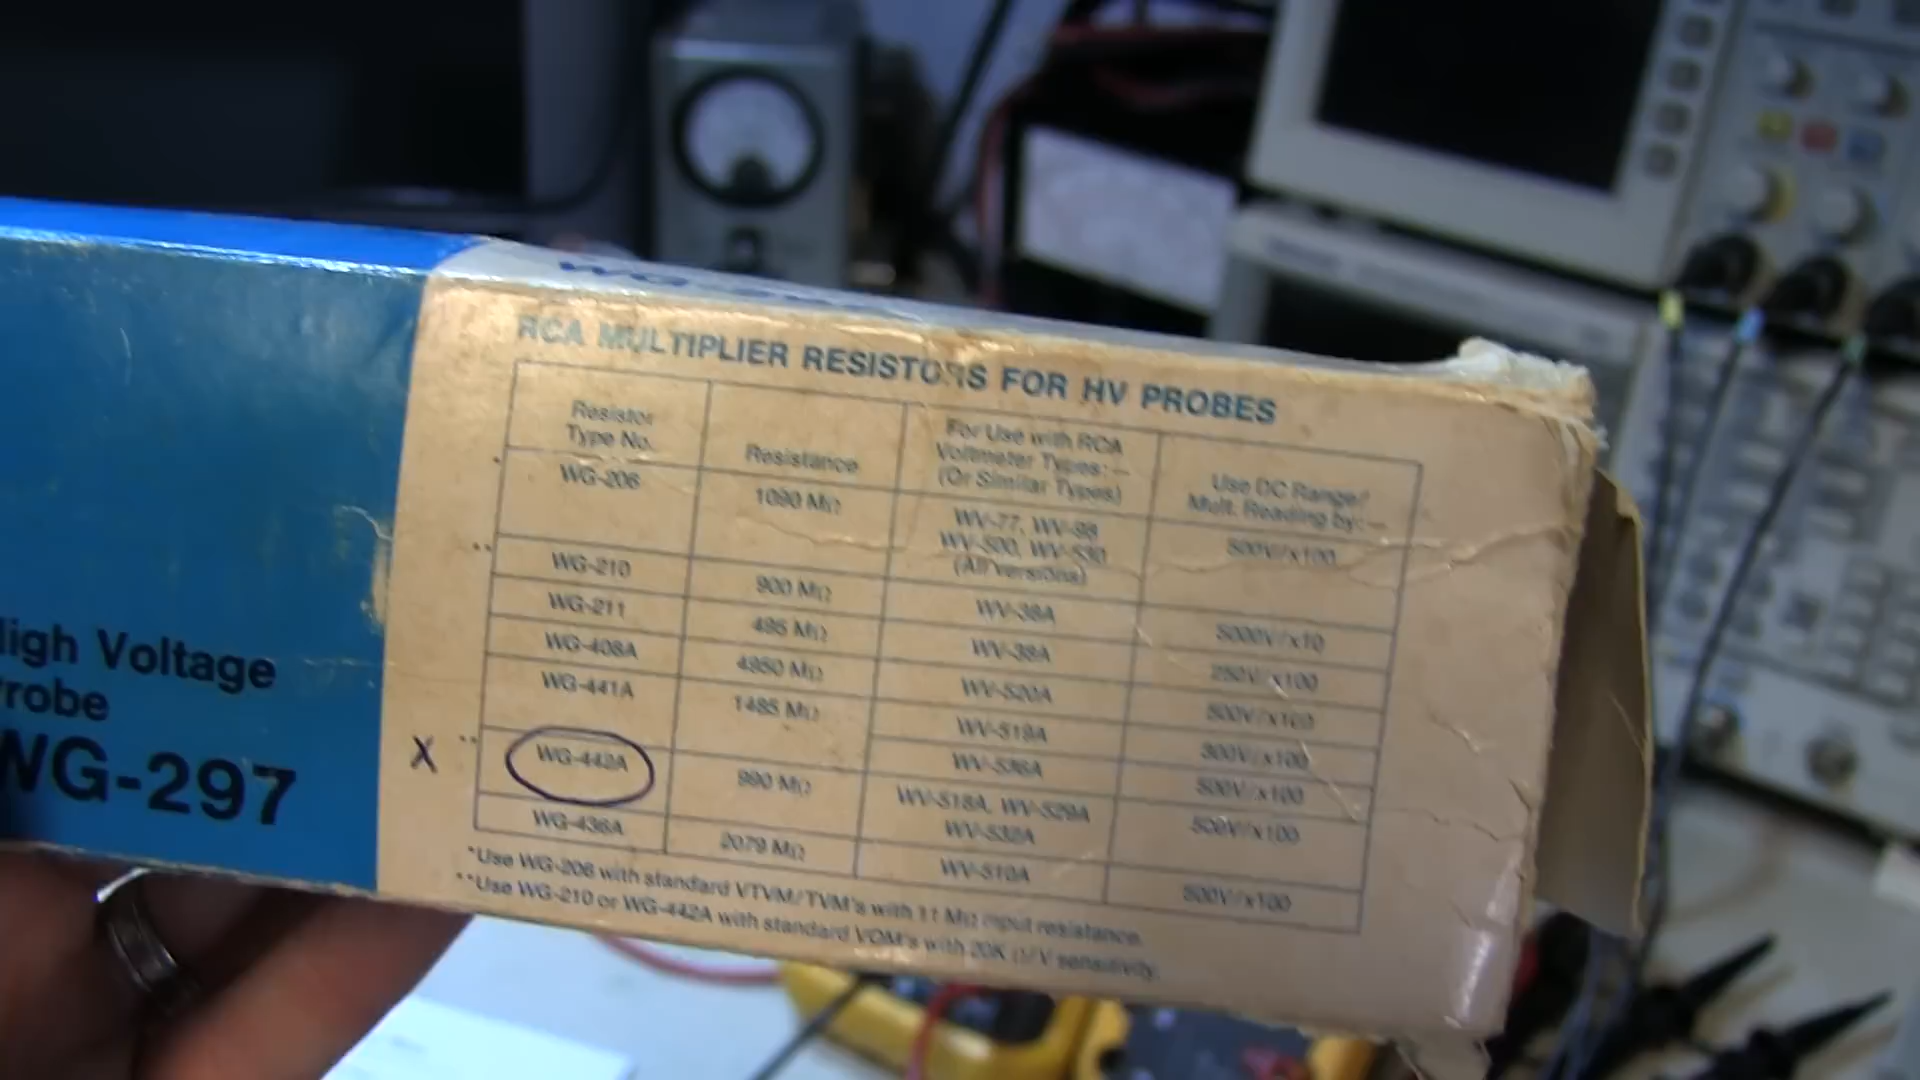 RCA MULTIPLIER RESISTORS FOR HV PROBES
Resistor
Type No.
Resistance
For Use with RCA
Voltmeter Types:—
(Or Similar Types)
Use DC Range/
Mult. Reading by:—
* WG-206
1090 MΩ
WV-77, WV-98
WV-500, WV-530
(All versions)
500V/x100
** WG-210
900 MΩ
WV-38A
5000V/x10
WG-211
495 MΩ
WV-38A
250V/x100
WG-408A
4950 MΩ
WV-520A
500V/x100
WG-441A
1485 MΩ
WV-519A
300V/x100
WV-536A
500V/x100
X ** WG-442A
990 MΩ
WV-518A, WV-529A
WV-532A
500V/x100
WG-436A
2079 MΩ
WV-510A
500V/x100
*Use WG-206 with standard VTVM/TVM's with 11 MΩ input resistance.
**Use WG-210 or WG-442A with standard VOM's with 20K Ω/V sensitivity.
High Voltage
Probe
WG-297